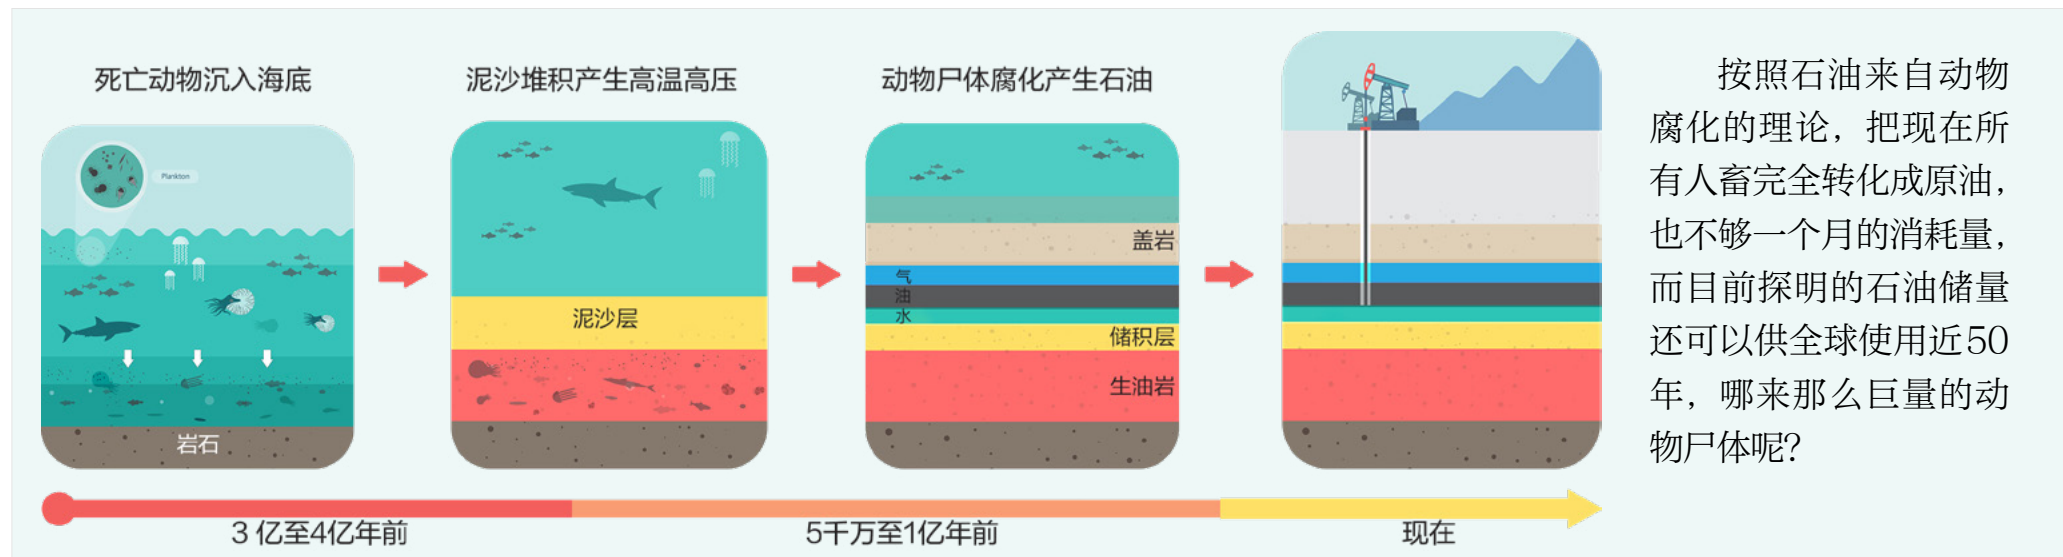 死亡动物沉入海底
泥沙堆积产生高温高压
动物尸体腐化产生石油
Plankton
岩石
泥沙层
盖岩
气
油
水
储积层
生油岩
3 亿至4亿年前
5千万至1亿年前
现在
按照石油来自动物
腐化的理论，把现在所
有人畜完全转化成原油，
也不够一个月的消耗量，
而目前探明的石油储量
还可以供全球使用近50
年，哪来那么巨量的动
物尸体呢？